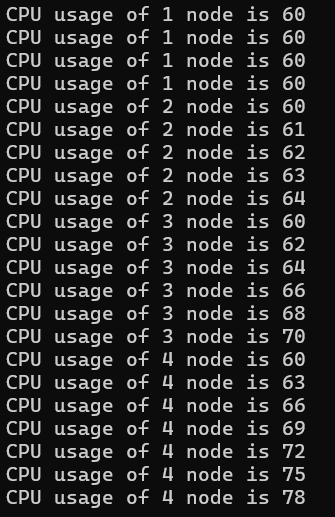 CPU usage of 1 node is 60
CPU usage of 1 node is 60
CPU usage of 1 node is 60
CPU usage of 1 node is 60
CPU usage of 2 node is 60
CPU usage of 2 node is 61
CPU usage of 2 node is 62
CPU usage of 2 node is 63
CPU usage of 2 node is 64
CPU usage of 3 node is 60
CPU usage of 3 node is 62
CPU usage of 3 node is 64
CPU usage of 3 node is 66
CPU usage of 3 node is 68
CPU usage of 3 node is 70
CPU usage of 4 node is 60
CPU usage of 4 node is 63
CPU usage of 4 node is 66
CPU usage of 4 node is 69
CPU usage of 4 node is 72
CPU usage of 4 node is 75
CPU usage of 4 node is 78